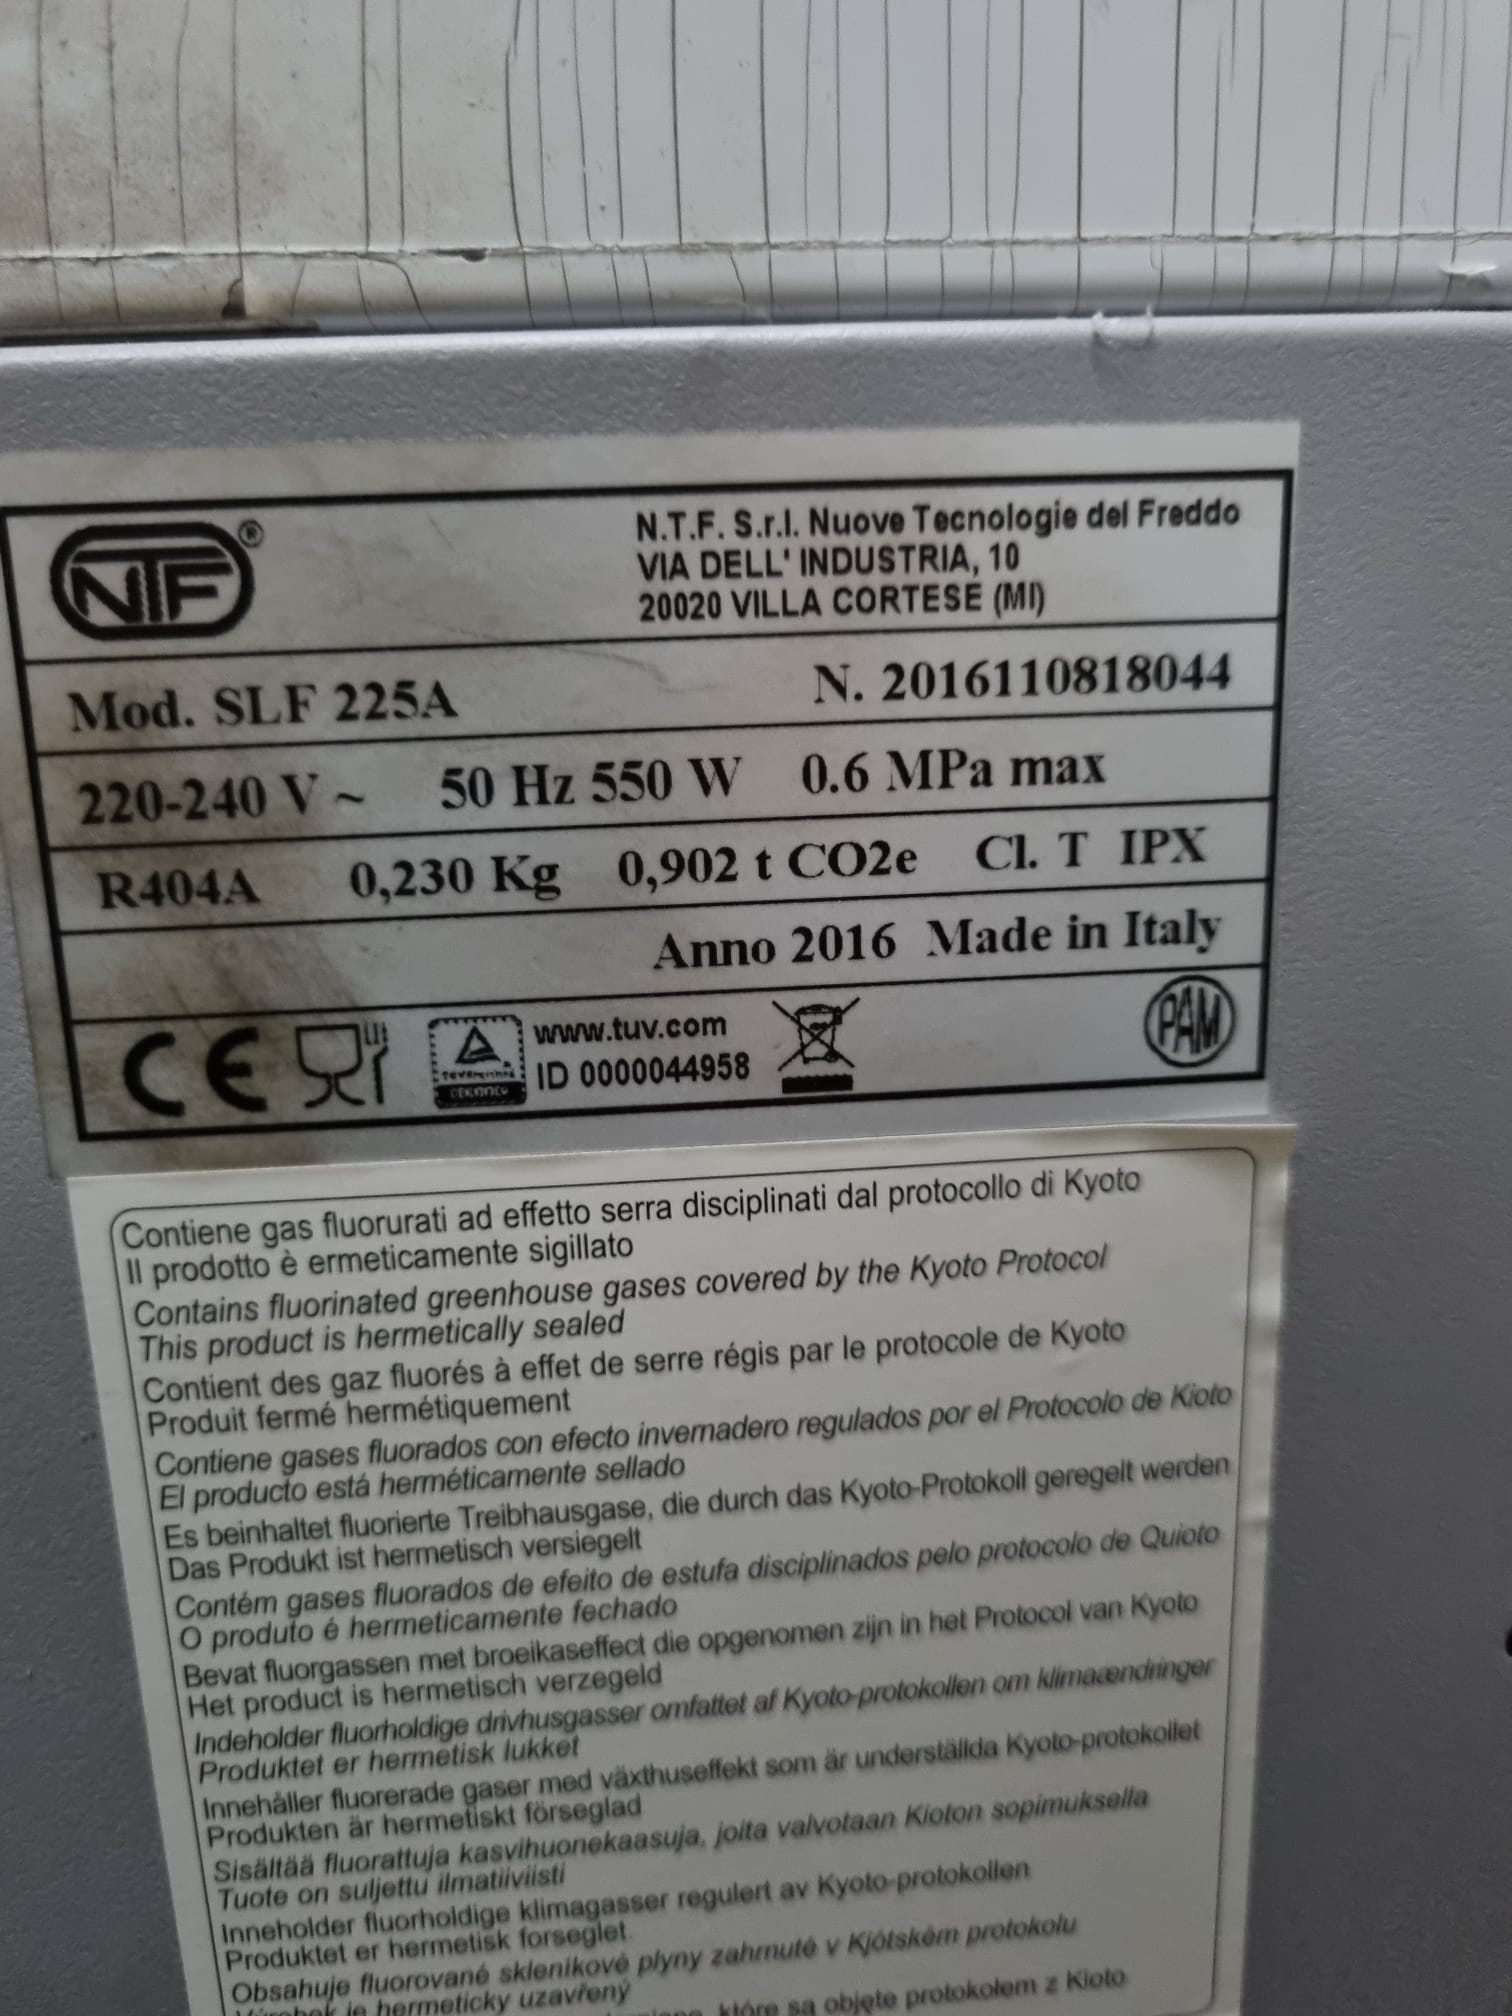 NTF ®
N.T.F. S.r.l. Nuove Tecnologie del Freddo
VIA DELL' INDUSTRIA, 10
20020 VILLA CORTESE (MI)
Mod. SLF 225A N. 2016110818044
220-240 V ~ 50 Hz 550 W 0.6 MPa max
R404A 0,230 Kg 0,902 t CO2e Cl. T IPX
Anno 2016 Made in Italy
CE
www.tuv.com
ID 0000044958
PAM
Contiene gas fluorurati ad effetto serra disciplinati dal protocollo di Kyoto
Il prodotto è ermeticamente sigillato
Contains fluorinated greenhouse gases covered by the Kyoto Protocol
This product is hermetically sealed
Contient des gaz fluorés à effet de serre régis par le protocole de Kyoto
Produit fermé hermétiquement
Contiene gases fluorados con efecto invernadero regulados por el Protocolo de Kioto
El producto está herméticamente sellado
Es beinhaltet fluorierte Treibhausgase, die durch das Kyoto-Protokoll geregelt werden
Das Produkt ist hermetisch versiegelt
Contém gases fluorados de efeito de estufa disciplinados pelo protocolo de Quioto
O produto é hermeticamente fechado
Bevat fluorgassen met broeikaseffect die opgenomen zijn in het Protocol van Kyoto
Het product is hermetisch verzegeld
Indeholder fluorholdige drivhusgasser omfattet af Kyoto-protokollen om klimaændringer
Produktet er hermetisk lukket
Innehåller fluorerade gaser med växthuseffekt som är underställda Kyoto-protokollet
Produkten är hermetiskt förseglad
Sisältää fluorattuja kasvihuonekaasuja, joita valvotaan Kioton sopimuksella
Tuote on suljettu ilmatiiviisti
Inneholder fluorholdige klimagasser regulert av Kyoto-protokollen
Produktet er hermetisk forseglet.
Obsahuje fluorované skleníkové plyny zahrnuté v Kjótském protokolu
je hermeticky uzavřený
które są objęte protokołem z Kioto